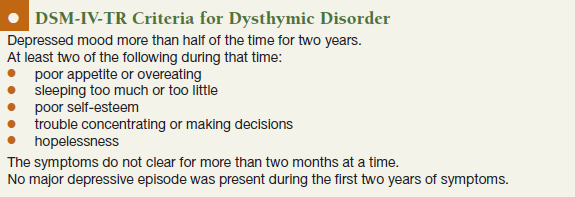 DSM-IV-TR Criteria for Dysthymic Disorder
Depressed mood more than half of the time for two years.
At least two of the following during that time:
● poor appetite or overeating
● sleeping too much or too little
● poor self-esteem
● trouble concentrating or making decisions
● hopelessness
The symptoms do not clear for more than two months at a time.
No major depressive episode was present during the first two years of symptoms.